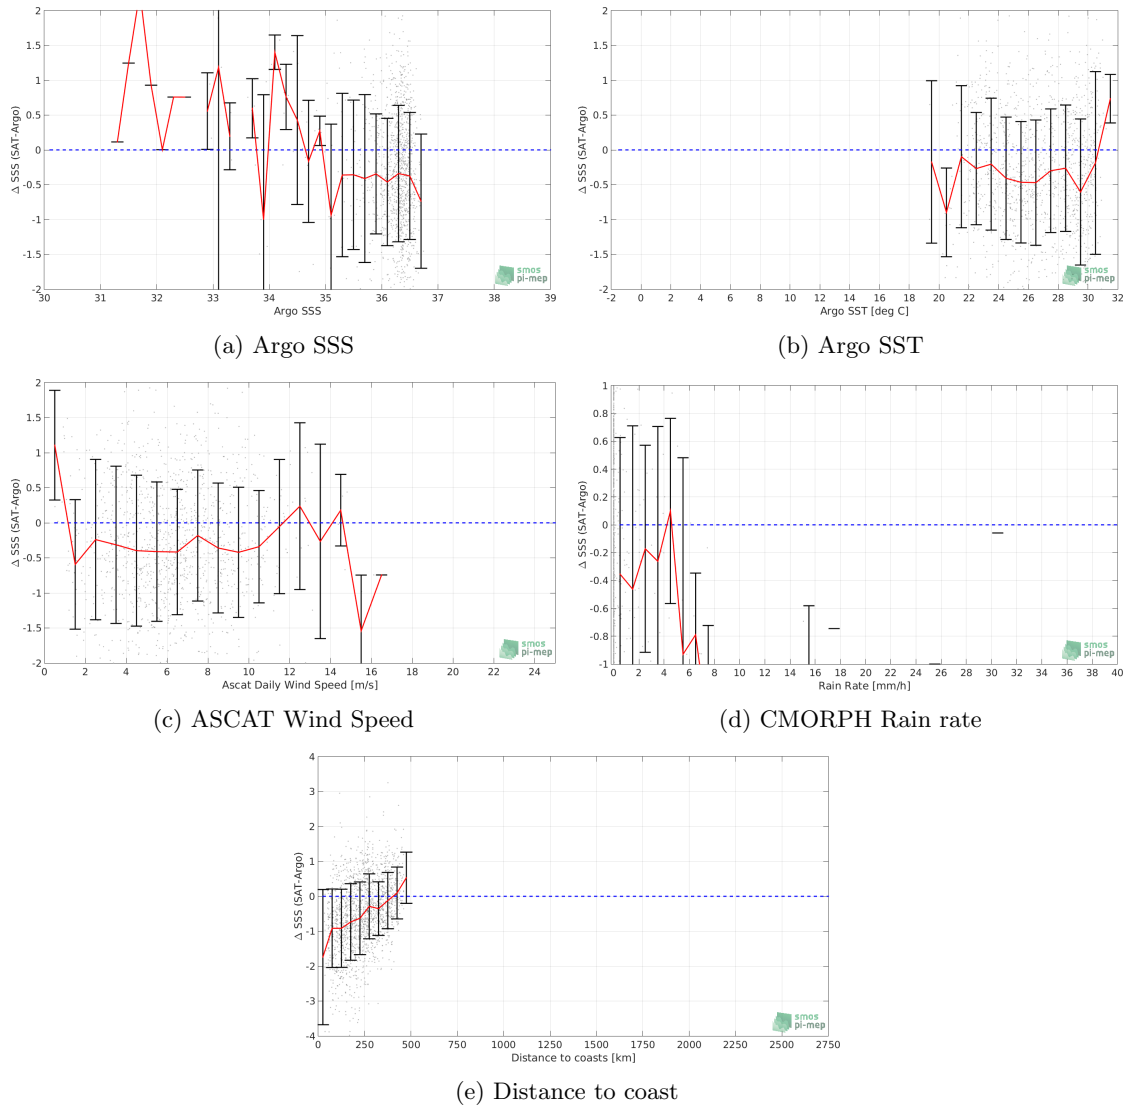 2
1.5
1
0.5
0
-0.5
-1
-1.5
-2
Δ SSS (SAT-Argo)
30 31 32 33 34 35 36 37 38 39
Argo SSS
smos
pi-mep
(a) Argo SSS
2
1.5
1
0.5
0
-0.5
-1
-1.5
-2
Δ SSS (SAT-Argo)
-2 0 2 4 6 8 10 12 14 16 18 20 22 24 26 28 30 32
Argo SST [deg C]
smos
pi-mep
(b) Argo SST
2
1.5
1
0.5
0
-0.5
-1
-1.5
-2
Δ SSS (SAT-Argo)
0 2 4 6 8 10 12 14 16 18 20 22 24
Ascat Daily Wind Speed [m/s]
smos
pi-mep
(c) ASCAT Wind Speed
1
0.8
0.6
0.4
0.2
0
-0.2
-0.4
-0.6
-0.8
-1
Δ SSS (SAT-Argo)
0 2 4 6 8 10 12 14 16 18 20 22 24 26 28 30 32 34 36 38 40
Rain Rate [mm/h]
smos
pi-mep
(d) CMORPH Rain rate
4
3
2
1
0
-1
-2
-3
-4
Δ SSS (SAT-Argo)
0 250 500 750 1000 1250 1500 1750 2000 2250 2500 2750
Distance to coasts [km]
smos
pi-mep
(e) Distance to coast